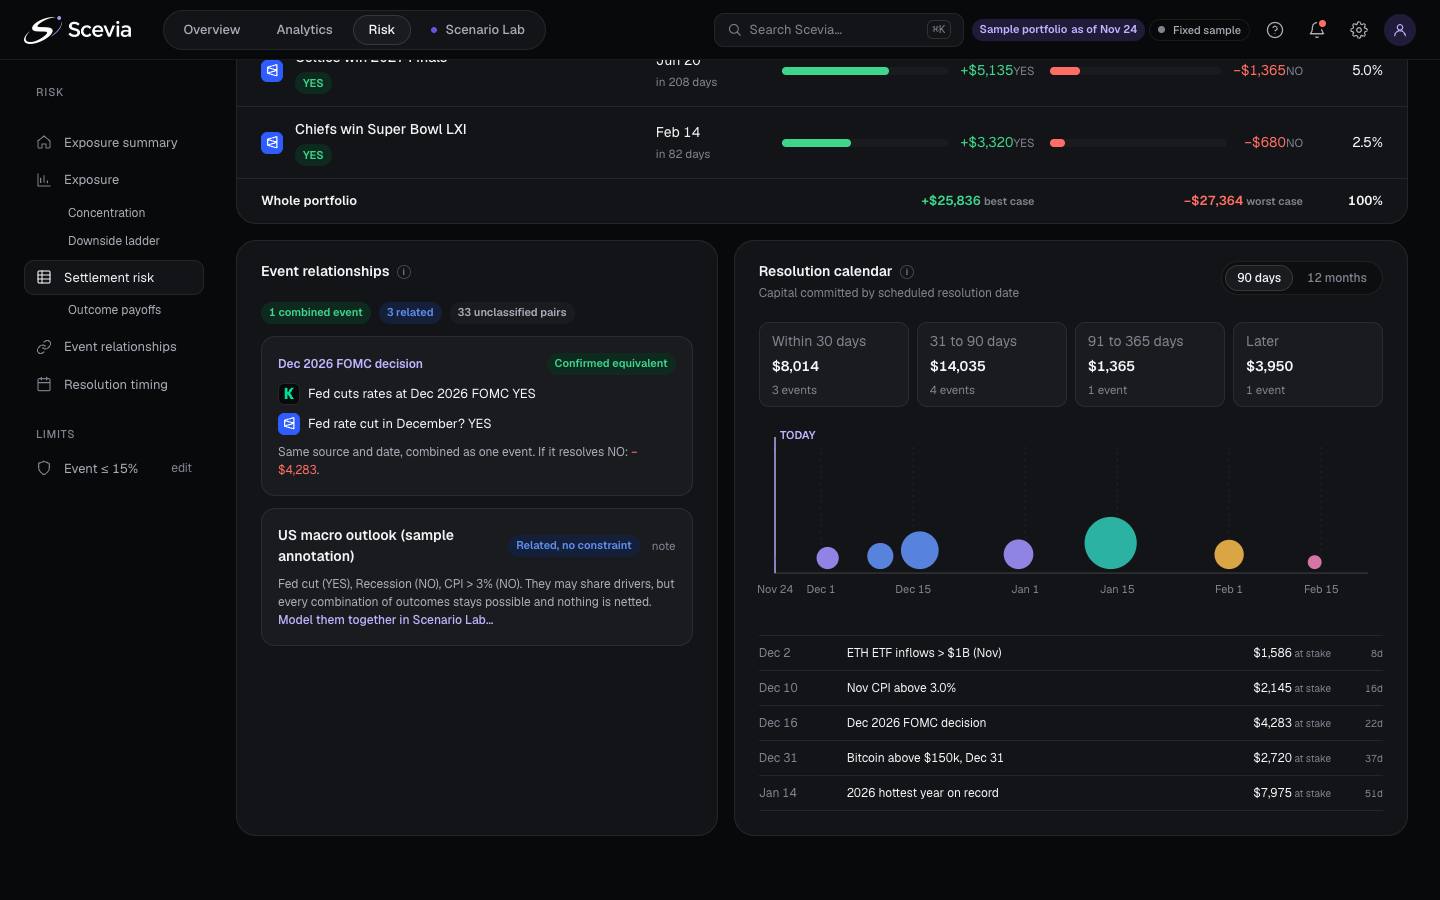 Scevia
Overview
Analytics
Risk
Scenario Lab
Search Scevia...
⌘K
Sample portfolio as of Nov 24
Fixed sample
RISK
Exposure summary
Exposure
Concentration
Downside ladder
Settlement risk
Outcome payoffs
Event relationships
Resolution timing
LIMITS
Event ≤ 15%
edit
Celtics win 2027 Finals
YES
Jun 20
in 208 days
+$5,135YES
−$1,365NO
5.0%
Chiefs win Super Bowl LXI
YES
Feb 14
in 82 days
+$3,320YES
−$680NO
2.5%
Whole portfolio
+$25,836 best case
−$27,364 worst case
100%
Event relationships
1 combined event
3 related
33 unclassified pairs
Dec 2026 FOMC decision
Confirmed equivalent
K
Fed cuts rates at Dec 2026 FOMC YES
Fed rate cut in December? YES
Same source and date, combined as one event. If it resolves NO: −
$4,283.
US macro outlook (sample
annotation)
Related, no constraint
note
Fed cut (YES), Recession (NO), CPI > 3% (NO). They may share drivers, but
every combination of outcomes stays possible and nothing is netted.
Model them together in Scenario Lab…
Resolution calendar
Capital committed by scheduled resolution date
90 days
12 months
Within 30 days
$8,014
3 events
31 to 90 days
$14,035
4 events
91 to 365 days
$1,365
1 event
Later
$3,950
1 event
TODAY
Nov 24
Dec 1
Dec 15
Jan 1
Jan 15
Feb 1
Feb 15
Dec 2
ETH ETF inflows > $1B (Nov)
$1,586 at stake
8d
Dec 10
Nov CPI above 3.0%
$2,145 at stake
16d
Dec 16
Dec 2026 FOMC decision
$4,283 at stake
22d
Dec 31
Bitcoin above $150k, Dec 31
$2,720 at stake
37d
Jan 14
2026 hottest year on record
$7,975 at stake
51d